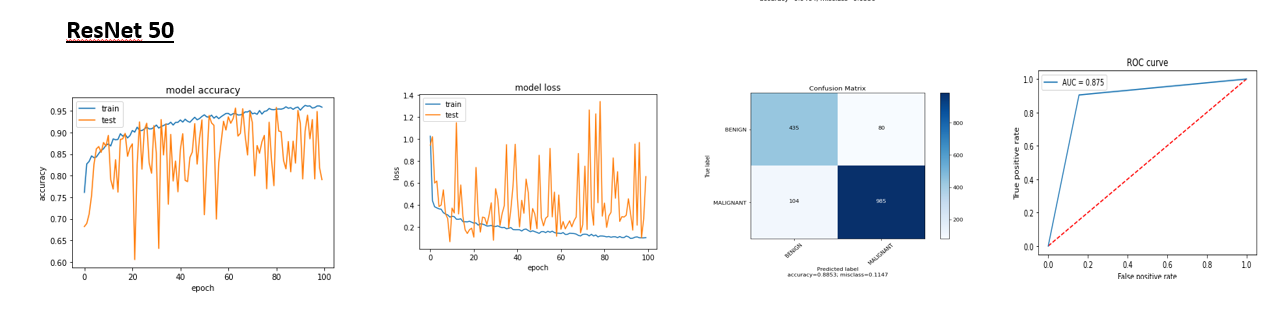 ResNet 50
model accuracy
train
test
0.95
0.90
0.85
0.80
0.75
0.70
0.65
0.60
accuracy
0
20
40
60
80
100
epoch
model loss
train
test
1.4
1.2
1.0
0.8
0.6
0.4
0.2
loss
0
20
40
60
80
100
epoch
Confusion Matrix
True label
BENIGN
MALIGNANT
435
80
104
985
800
600
400
200
BENIGN
MALIGNANT
Predicted label
accuracy=0.8853; misclass=0.1147
ROC curve
AUC = 0.875
1.0
0.8
0.6
0.4
0.2
0.0
True positive rate
0.0
0.2
0.4
0.6
0.8
1.0
False positive rate